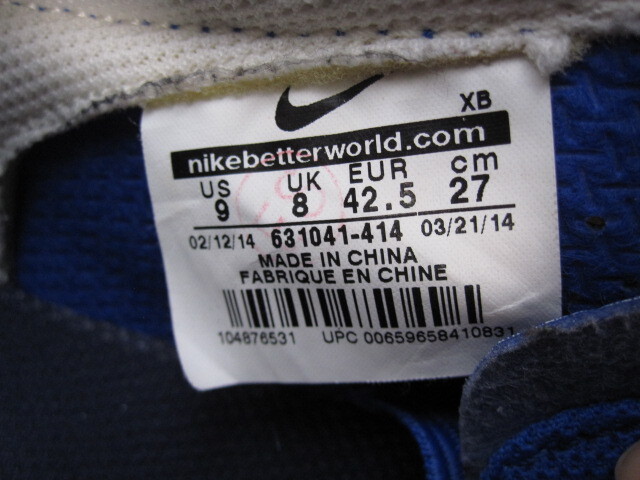 XB
nikebetterworld.com
US UK EUR cm
9 8 42.5 27
02/12/14 631041-414 03/21/14
MADE IN CHINA
FABRIQUE EN CHINE
104876531 UPC 00659658410831